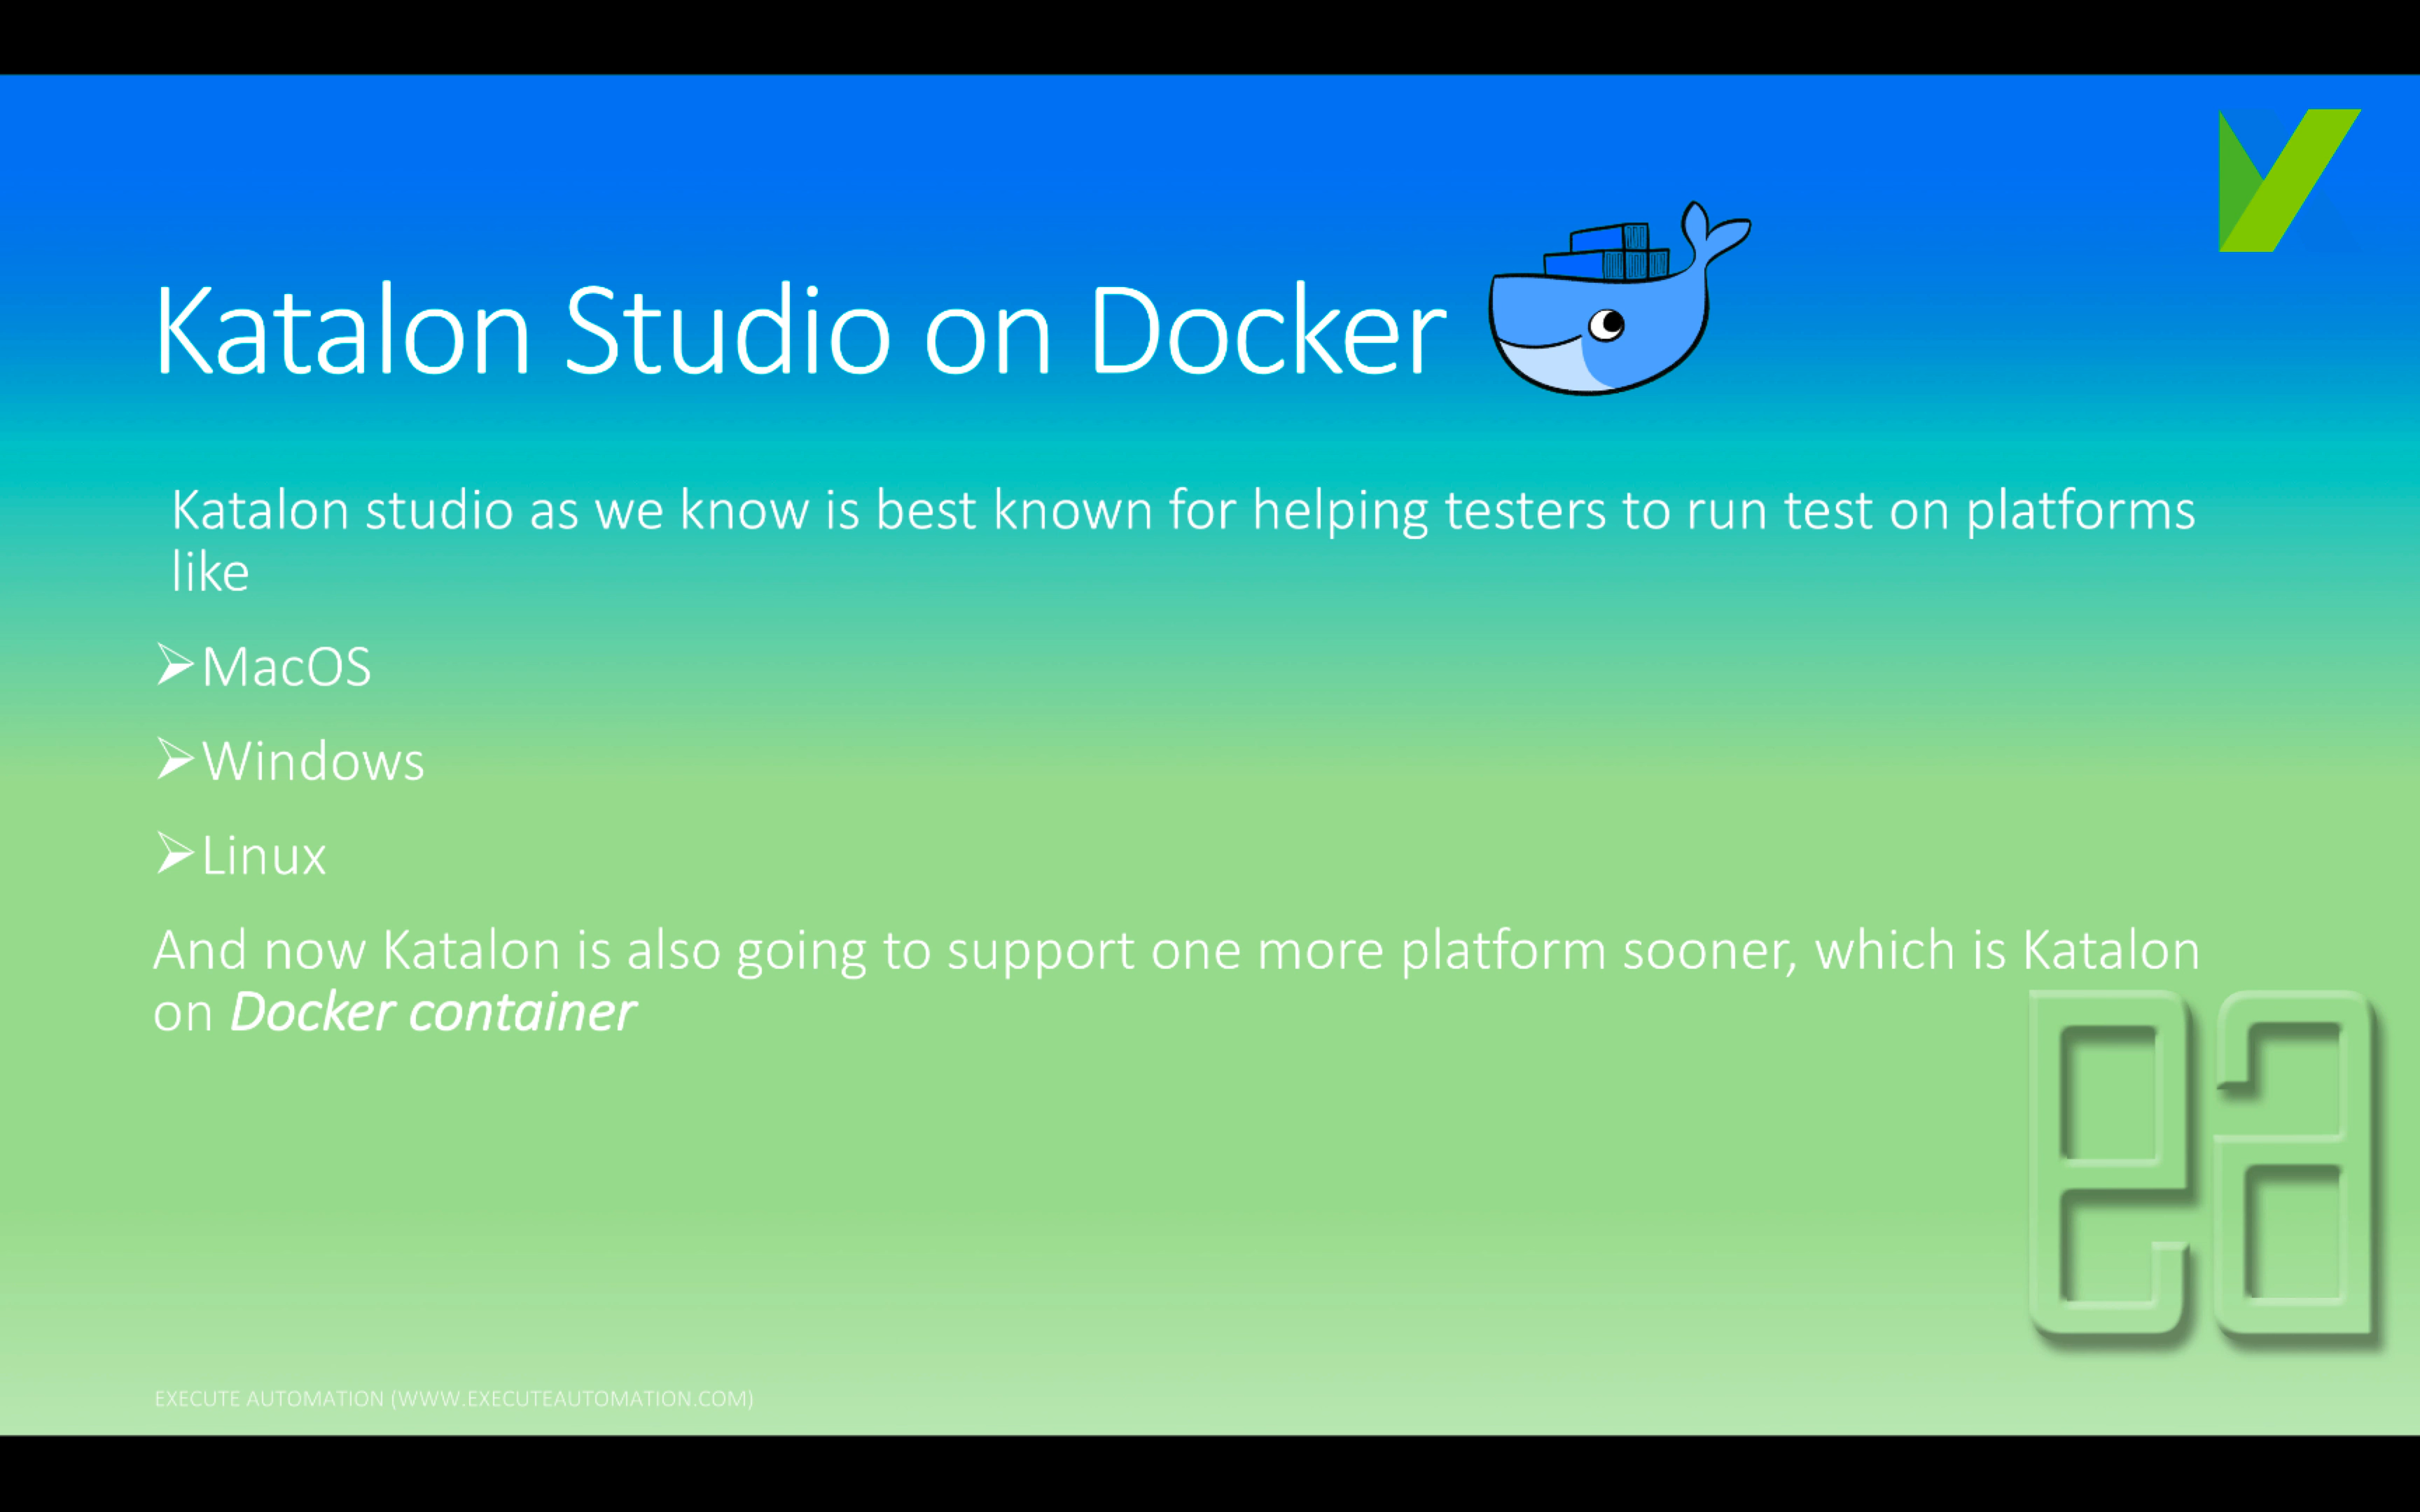 Katalon Studio on Docker
Katalon studio as we know is best known for helping testers to run test on platforms
like
➢MacOS
➢Windows
➢Linux
And now Katalon is also going to support one more platform sooner, which is Katalon
on Docker container
ea
EXECUTE AUTOMATION (WWW.EXECUTEAUTOMATION.COM)